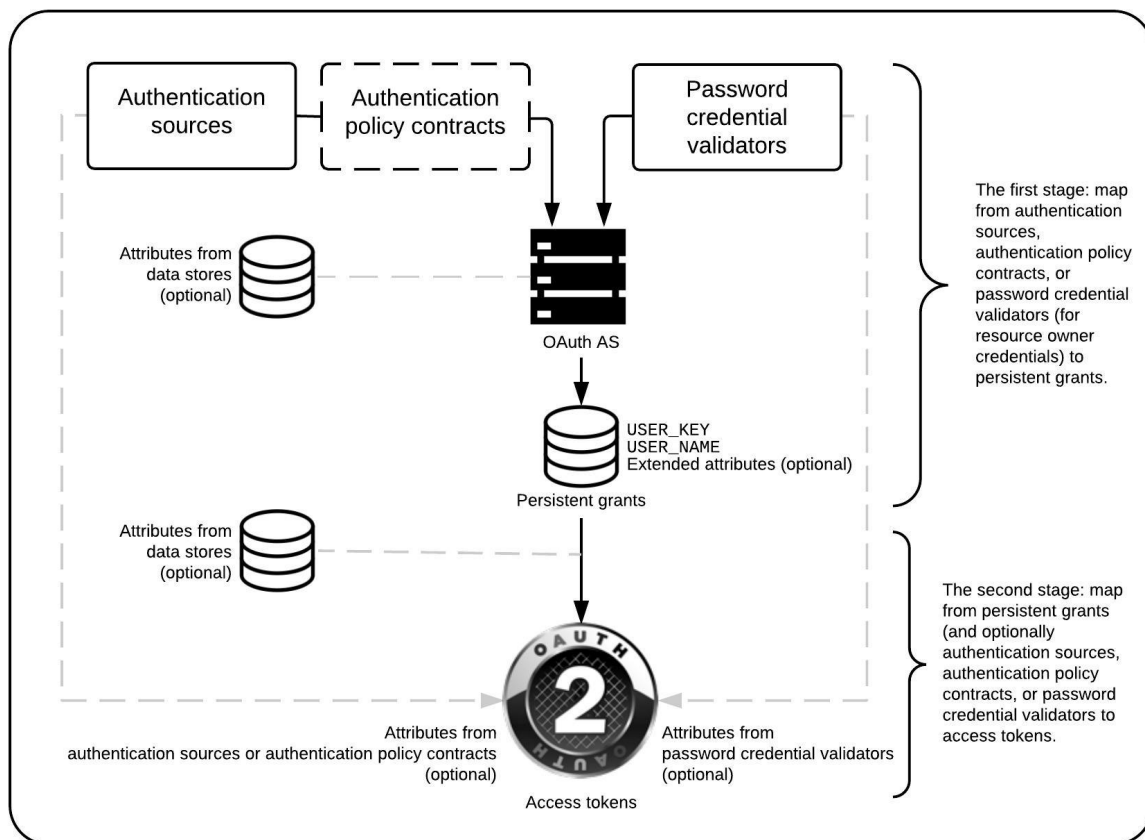 Authentication
sources
Authentication
policy contracts
Password
credential
validators
Attributes from
data stores
(optional)
OAuth AS
USER_KEY
USER_NAME
Extended attributes (optional)
Persistent grants
The first stage: map
from authentication
sources,
authentication policy
contracts, or
password credential
validators (for
resource owner
credentials) to
persistent grants.
Attributes from
data stores
(optional)
OAUTH
2
OAUTH
Attributes from
authentication sources or authentication policy contracts
(optional)
Attributes from
password credential validators
(optional)
Access tokens
The second stage: map
from persistent grants
(and optionally
authentication sources,
authentication policy
contracts, or password
credential validators to
access tokens.